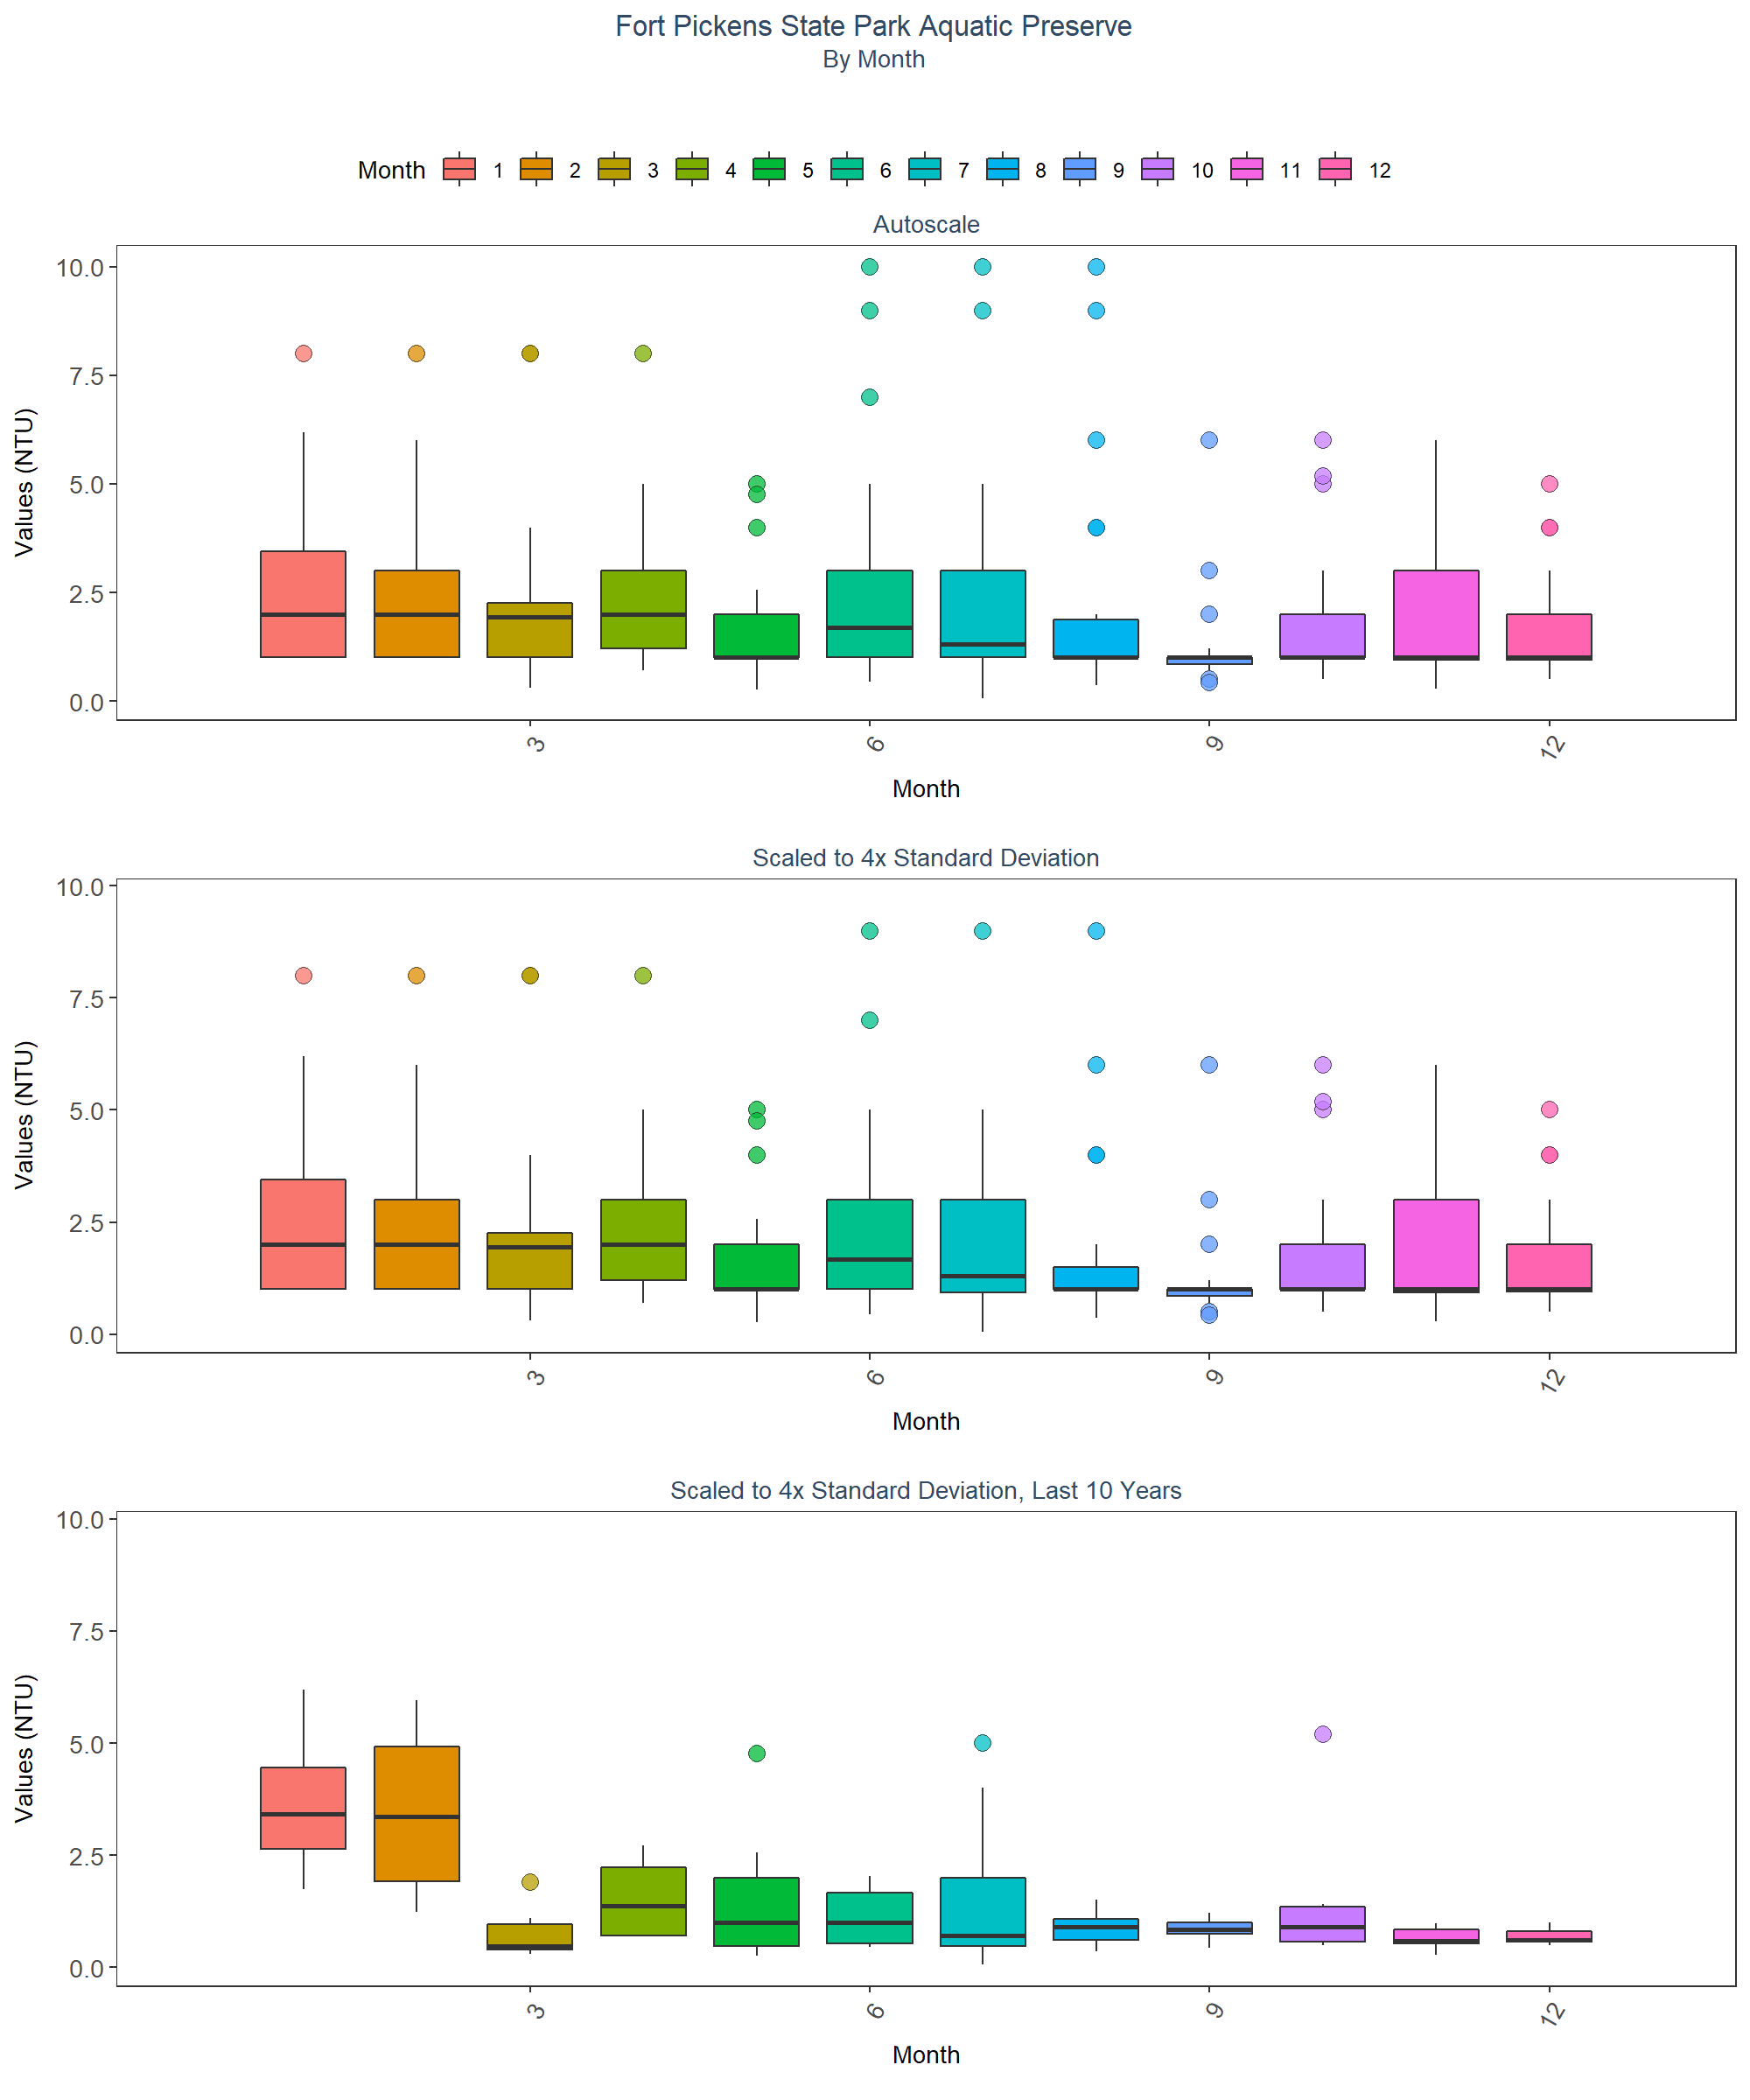 Fort Pickens State Park Aquatic Preserve
By Month
Month 1 2 3 4 5 6 7 8 9 10 11 12
Autoscale
Values (NTU)
10.0
7.5
5.0
2.5
0.0
3 6 9 12
Month
Scaled to 4x Standard Deviation
Values (NTU)
10.0
7.5
5.0
2.5
0.0
3 6 9 12
Month
Scaled to 4x Standard Deviation, Last 10 Years
Values (NTU)
10.0
7.5
5.0
2.5
0.0
3 6 9 12
Month